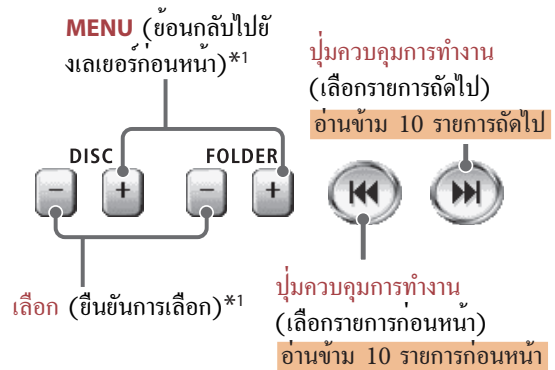 MENU (ย้อนกลับไปยั
งเลเยอร์ก่อนหน้า)*1
ปุ่มควบคุมการทำงาน
(เลือกรายการถัดไป)
อ่านข้าม 10 รายการถัดไป
DISC FOLDER
− + − +
เลือก (ยืนยันการเลือก)*1
ปุ่มควบคุมการทำงาน
(เลือกรายการก่อนหน้า)
อ่านข้าม 10 รายการก่อนหน้า